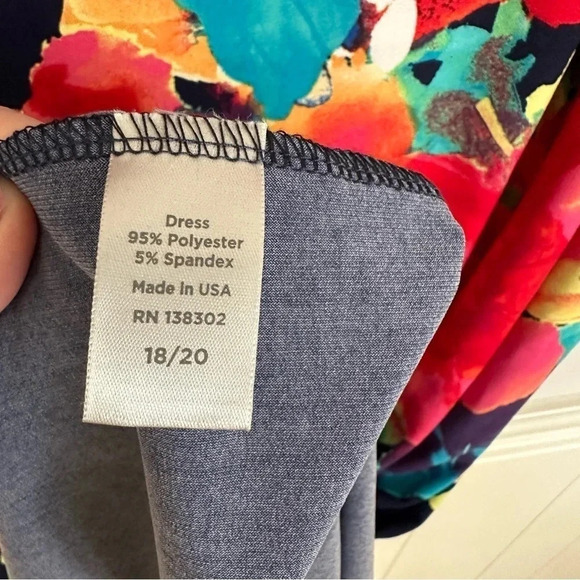 Dress
95% Polyester
5% Spandex
Made in USA
RN 138302
18/20